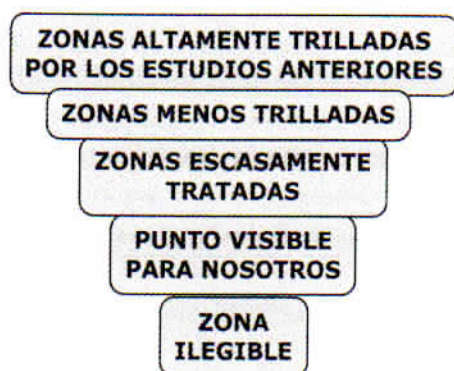 ZONAS ALTAMENTE TRILLADAS
POR LOS ESTUDIOS ANTERIORES
ZONAS MENOS TRILLADAS
ZONAS ESCASAMENTE
TRATADAS
PUNTO VISIBLE
PARA NOSOTROS
ZONA
ILEGIBLE